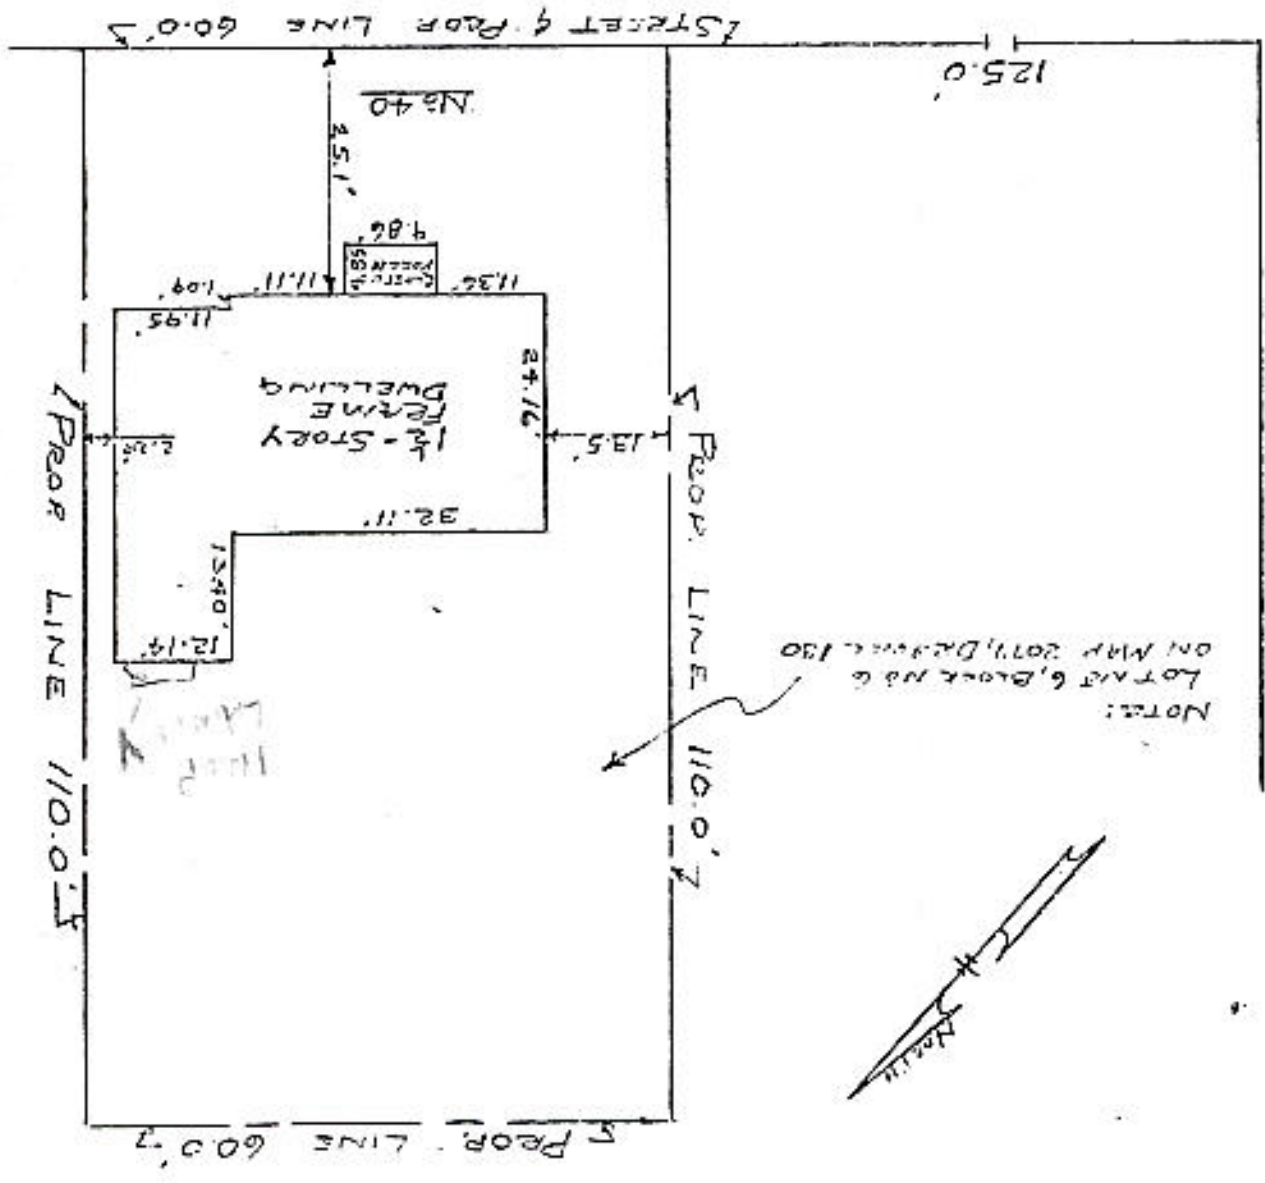 PROP. LINE 60.0'
NORTH
NOTE:
LOT Nº 6, BLOCK Nº 6
ON MAP 2077, DRAWER 130
PROP LINE 110.0'
PROP LINE 110.0'
12.14'
13.40'
32.11'
1½-STORY
FRAME
DWELLING
13.5'
24.16'
11.95'
1.09'
11.11'
11.36'
4.86'
25.1'
Nº 40
125.0'
STREET & PROP LINE 60.0'